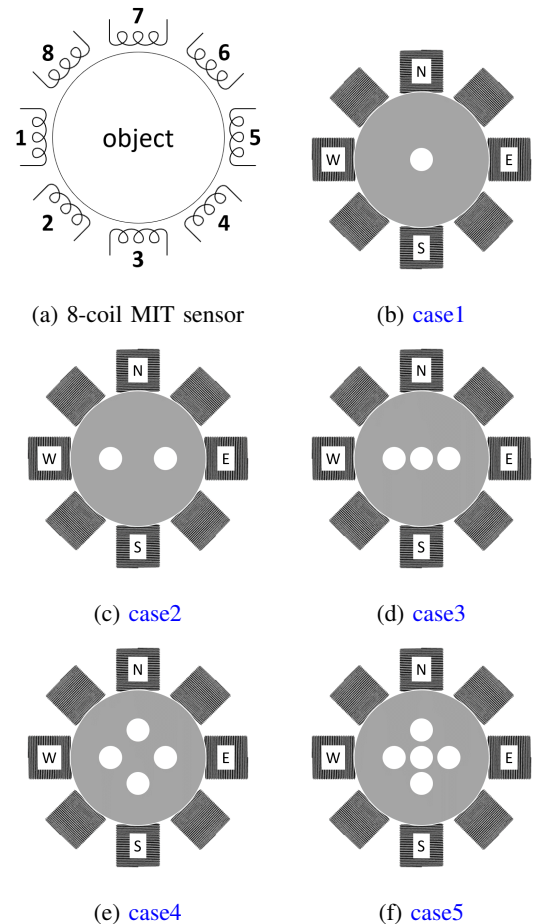 7
8 6
N
1 object 5
W E
2 4
3
S
(a) 8-coil MIT sensor (b) case1
N N
W E W E
S S
(c) case2 (d) case3
N N
W E W E
S S
(e) case4 (f) case5